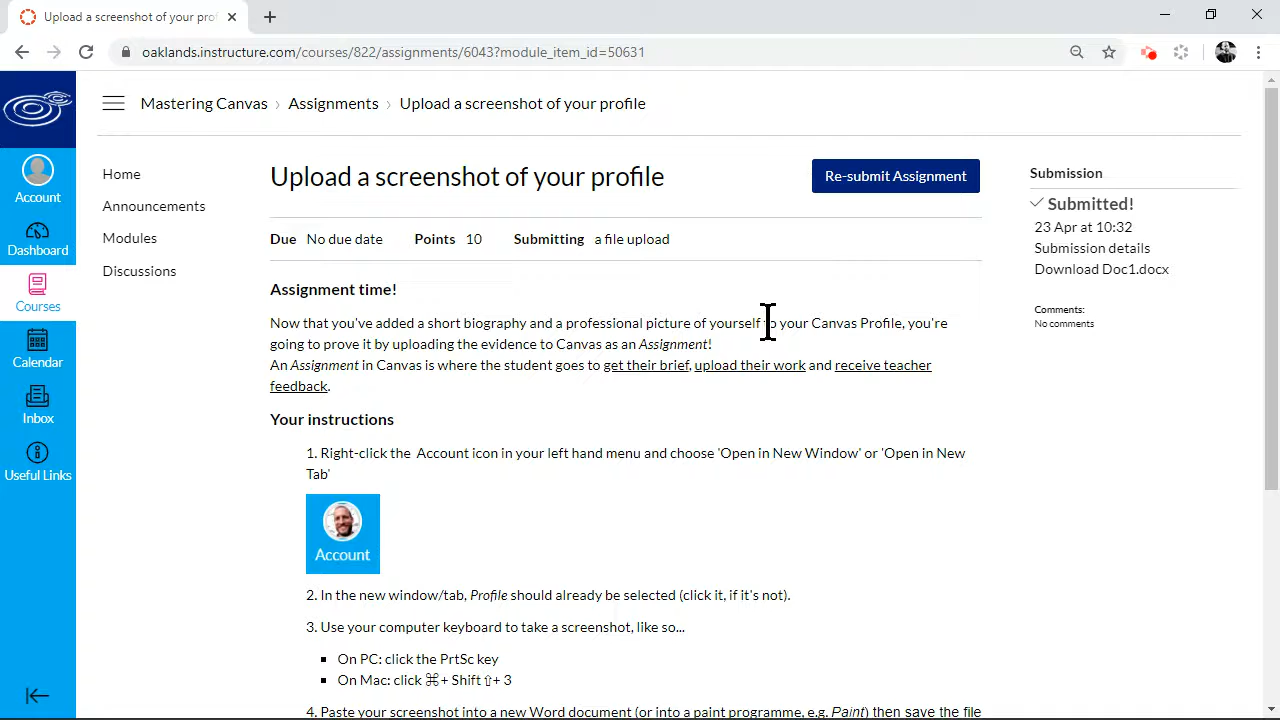 Upload a screenshot of your prof
oaklands.instructure.com/courses/822/assignments/6043?module_item_id=50631
Mastering Canvas › Assignments › Upload a screenshot of your profile
Account
Dashboard
Courses
Calendar
Inbox
Useful Links
Home
Announcements
Modules
Discussions
Upload a screenshot of your profile
Re-submit Assignment
Due No due date Points 10 Submitting a file upload
Assignment time!
Now that you've added a short biography and a professional picture of yourself to your Canvas Profile, you're
going to prove it by uploading the evidence to Canvas as an Assignment!
An Assignment in Canvas is where the student goes to get their brief, upload their work and receive teacher
feedback.
Your instructions
1. Right-click the Account icon in your left hand menu and choose 'Open in New Window' or 'Open in New
Tab'
Account
2. In the new window/tab, Profile should already be selected (click it, if it's not).
3. Use your computer keyboard to take a screenshot, like so...
▪ On PC: click the PrtSc key
▪ On Mac: click ⌘+ Shift ⇧+ 3
4. Paste your screenshot into a new Word document (or into a paint programme, e.g. Paint) then save the file
Submission
✓ Submitted!
23 Apr at 10:32
Submission details
Download Doc1.docx
Comments:
No comments